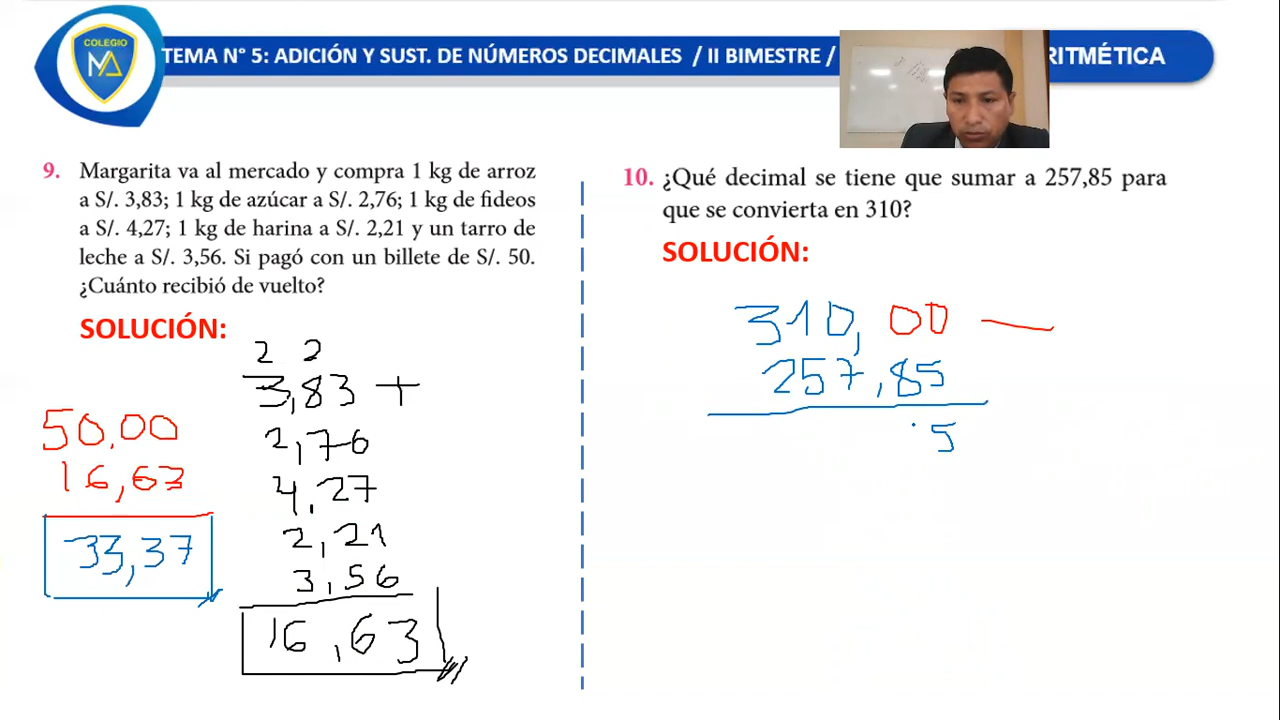 COLEGIO
TEMA N° 5: ADICIÓN Y SUST. DE NÚMEROS DECIMALES / II BIMESTRE / RITMÉTICA
9. Margarita va al mercado y compra 1 kg de arroz
a S/. 3,83; 1 kg de azúcar a S/. 2,76; 1 kg de fideos
a S/. 4,27; 1 kg de harina a S/. 2,21 y un tarro de
leche a S/. 3,56. Si pagó con un billete de S/. 50.
¿Cuánto recibió de vuelto?
SOLUCIÓN:
2 2
3,83 +
2,76
4.27
2,21
3,56
16,63
50.00
16,63
33,37
10. ¿Qué decimal se tiene que sumar a 257,85 para
que se convierta en 310?
SOLUCIÓN:
310,00 —
257,85
5